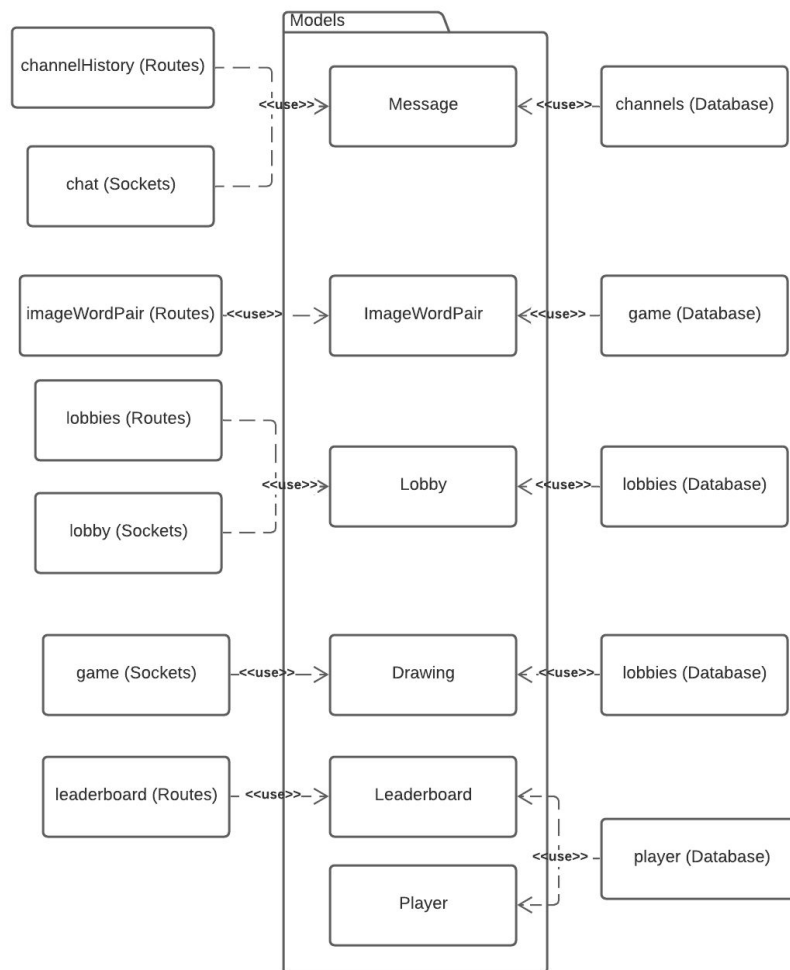 Models
channelHistory (Routes)
<<use>>
Message
<<use>>
channels (Database)
chat (Sockets)
imageWordPair (Routes)
<<use>>
ImageWordPair
<<use>>
game (Database)
lobbies (Routes)
<<use>>
Lobby
<<use>>
lobbies (Database)
lobby (Sockets)
game (Sockets)
<<use>>
Drawing
<<use>>
lobbies (Database)
leaderboard (Routes)
<<use>>
Leaderboard
<<use>>
player (Database)
Player